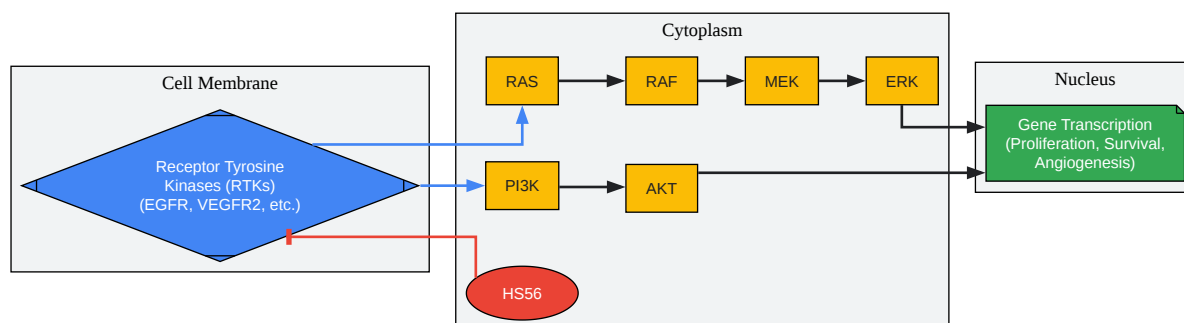 Cytoplasm
Cell Membrane
RAS
RAF
MEK
ERK
Nucleus
Receptor Tyrosine
Kinases (RTKs)
(EGFR, VEGFR2, etc.)
PI3K
AKT
Gene Transcription
(Proliferation, Survival,
Angiogenesis)
HS56